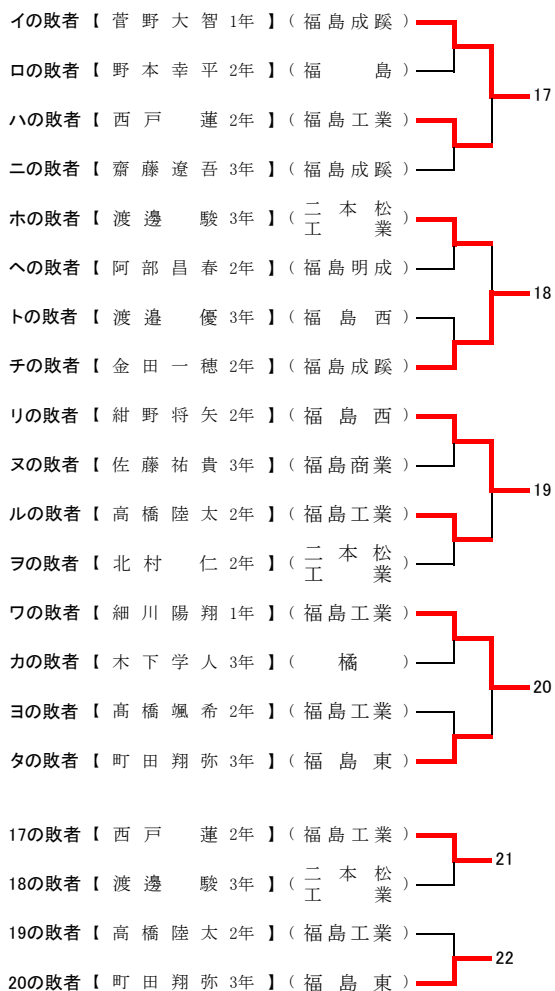 イの敗者【 菅野大智 1年 】( 福島成蹊 )
ロの敗者【 野本幸平 2年 】( 福島 )
17
ハの敗者【 西戸 蓮 2年 】( 福島工業 )
ニの敗者【 齋藤遼吾 3年 】( 福島成蹊 )
ホの敗者【 渡邊 駿 3年 】( 二本松工業 )
ヘの敗者【 阿部昌春 2年 】( 福島明成 )
18
トの敗者【 渡邉 優 3年 】( 福島西 )
チの敗者【 金田一穂 2年 】( 福島成蹊 )
リの敗者【 紺野将矢 2年 】( 福島西 )
ヌの敗者【 佐藤祐貴 3年 】( 福島商業 )
19
ルの敗者【 高橋陸太 2年 】( 福島工業 )
ヲの敗者【 北村 仁 2年 】( 二本松工業 )
ワの敗者【 細川陽翔 1年 】( 福島工業 )
カの敗者【 木下学人 3年 】( 橘 )
20
ヨの敗者【 髙橋颯希 2年 】( 福島工業 )
タの敗者【 町田翔弥 3年 】( 福島東 )
17の敗者【 西戸 蓮 2年 】( 福島工業 )
21
18の敗者【 渡邊 駿 3年 】( 二本松工業 )
19の敗者【 高橋陸太 2年 】( 福島工業 )
22
20の敗者【 町田翔弥 3年 】( 福島東 )